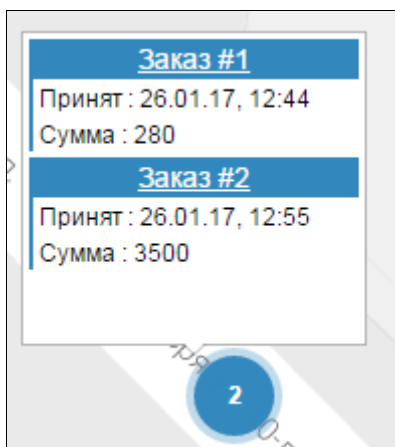 Заказ #1
Принят : 26.01.17, 12:44
Сумма : 280
Заказ #2
Принят : 26.01.17, 12:55
Сумма : 3500
2